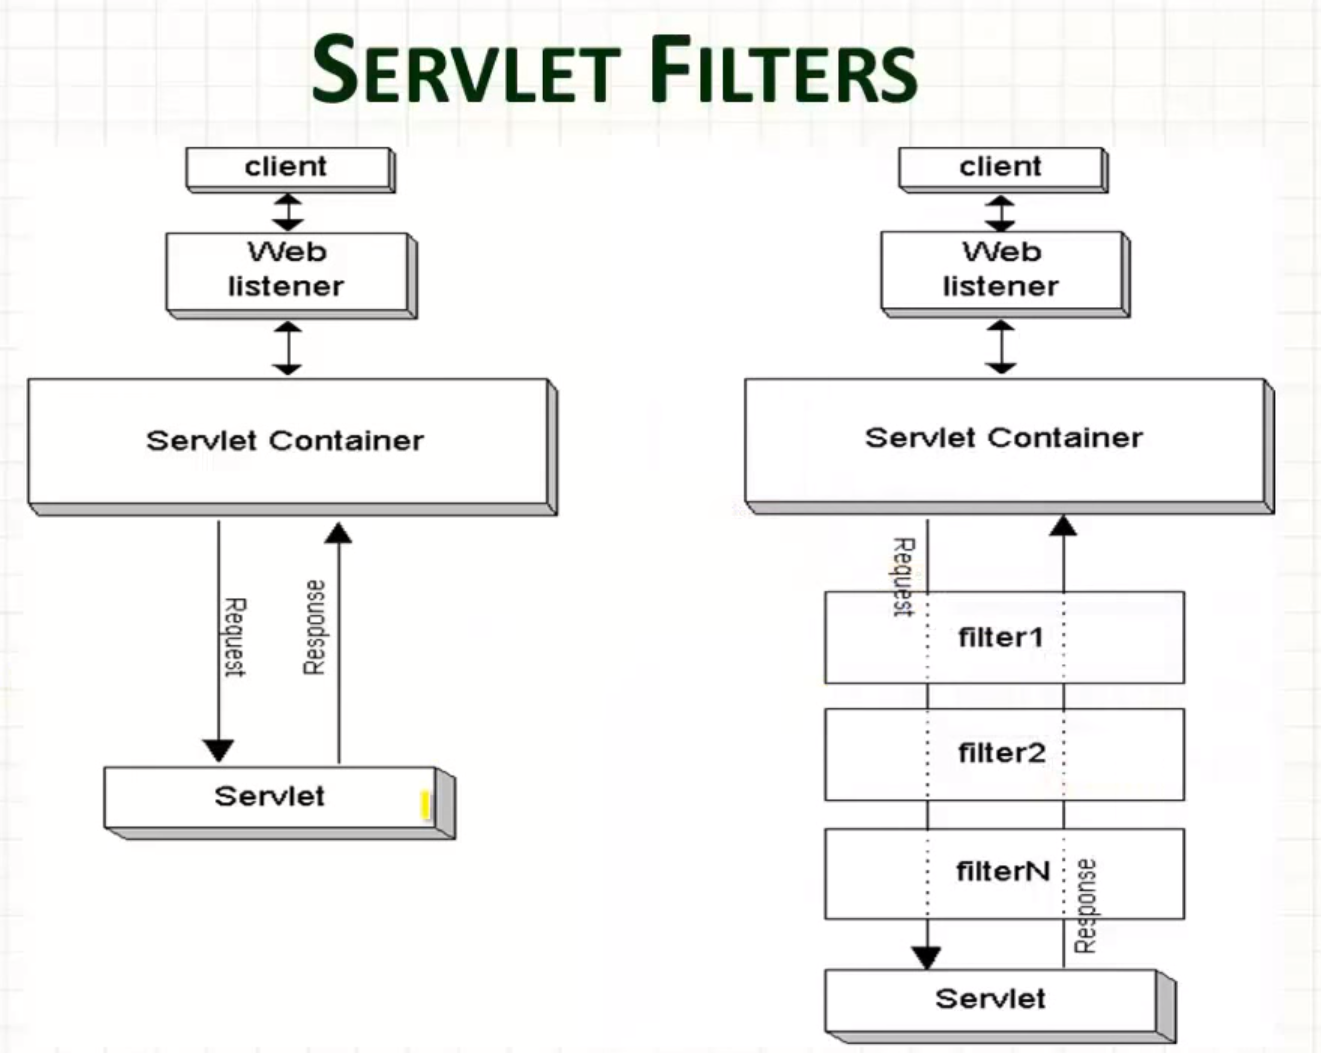 SERVLET FILTERS
client
Web
listener
Servlet Container
Request
Response
Servlet
client
Web
listener
Servlet Container
Request
filter1
filter2
filterN
Response
Servlet